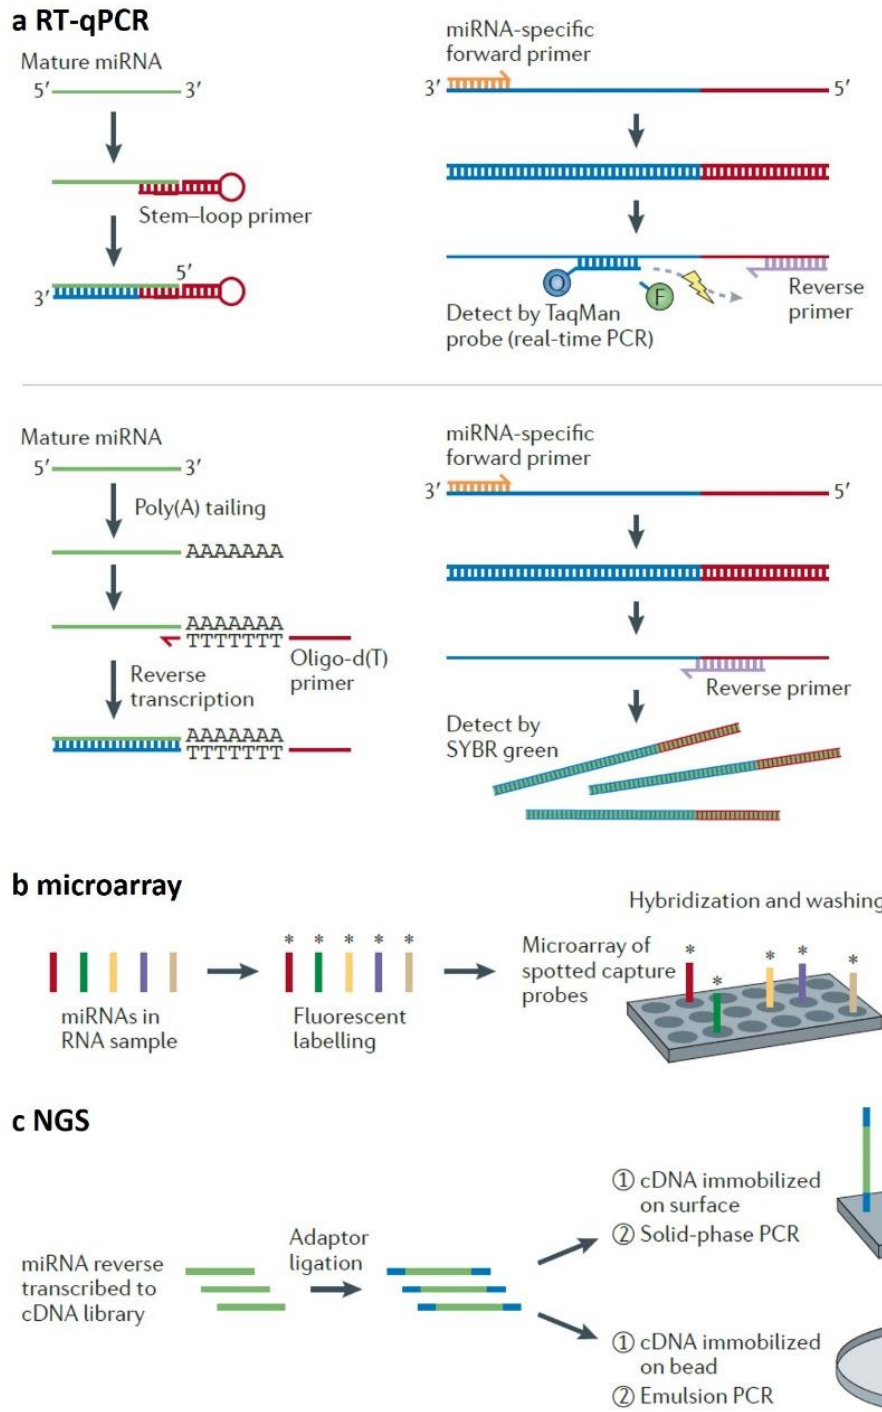 a RT-qPCR
Mature miRNA
5′
3′
Stem–loop primer
5′
3′
miRNA-specific
forward primer
3′
5′
Q
F
Detect by TaqMan
probe (real-time PCR)
Reverse
primer
Mature miRNA
5′
3′
Poly(A) tailing
AAAAAAA
AAAAAAA
TTTTTTT
Oligo-d(T)
primer
Reverse
transcription
AAAAAAA
TTTTTTT
miRNA-specific
forward primer
3′
5′
Reverse primer
Detect by
SYBR green
b microarray
miRNAs in
RNA sample
* * * * *
Fluorescent
labelling
Hybridization and washing
Microarray of
spotted capture
probes
* * * * *
c NGS
miRNA reverse
transcribed to
cDNA library
Adaptor
ligation
① cDNA immobilized
on surface
② Solid-phase PCR
① cDNA immobilized
on bead
② Emulsion PCR